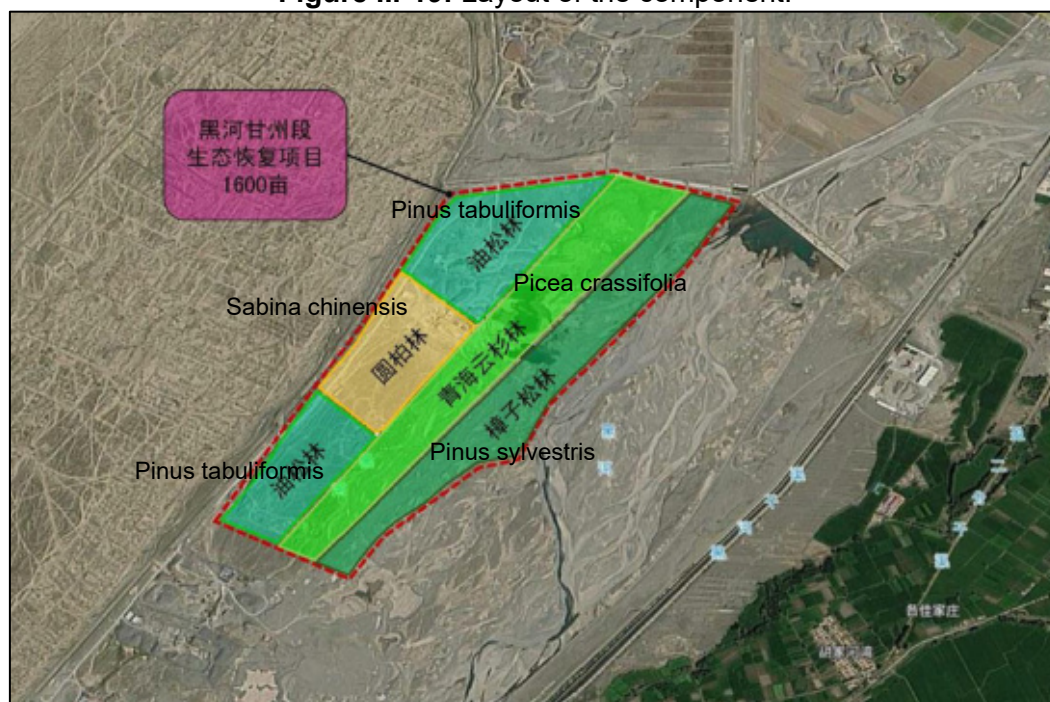 Figure III-10: Layout of the component.
黑河甘州段
生态恢复项目
1600亩
Pinus tabuliformis
油松林
Picea crassifolia
Sabina chinensis
圆柏林
青海云杉林
樟子松林
Pinus sylvestris
Pinus tabuliformis
油松林